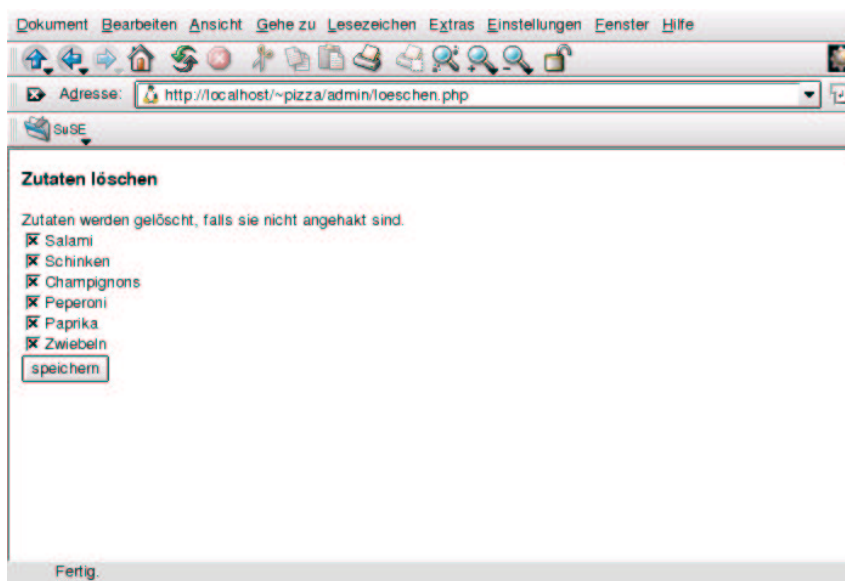 Dokument Bearbeiten Ansicht Gehe zu Lesezeichen Extras Einstellungen Fenster Hilfe
Adresse: http://localhost/~pizza/admin/loeschen.php
SuSE
Zutaten löschen
Zutaten werden gelöscht, falls sie nicht angehakt sind.
Salami
Schinken
Champignons
Peperoni
Paprika
Zwiebeln
speichern
Fertig.